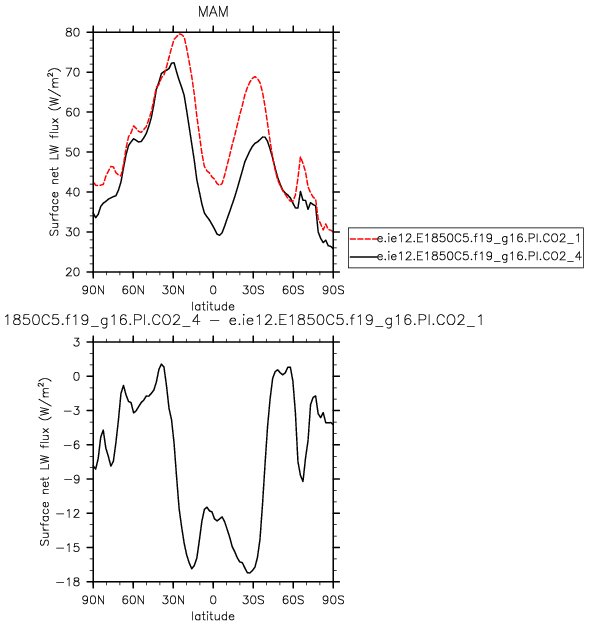 MAM
80
70
60
50
40
30
20
Surface net LW flux (W/m²)
90N 60N 30N 0 30S 60S 90S
latitude
e.ie12.E1850C5.f19_g16.PI.CO2_1
e.ie12.E1850C5.f19_g16.PI.CO2_4
1850C5.f19_g16.PI.CO2_4 − e.ie12.E1850C5.f19_g16.PI.CO2_1
3
0
−3
−6
−9
−12
−15
−18
Surface net LW flux (W/m²)
90N 60N 30N 0 30S 60S 90S
latitude